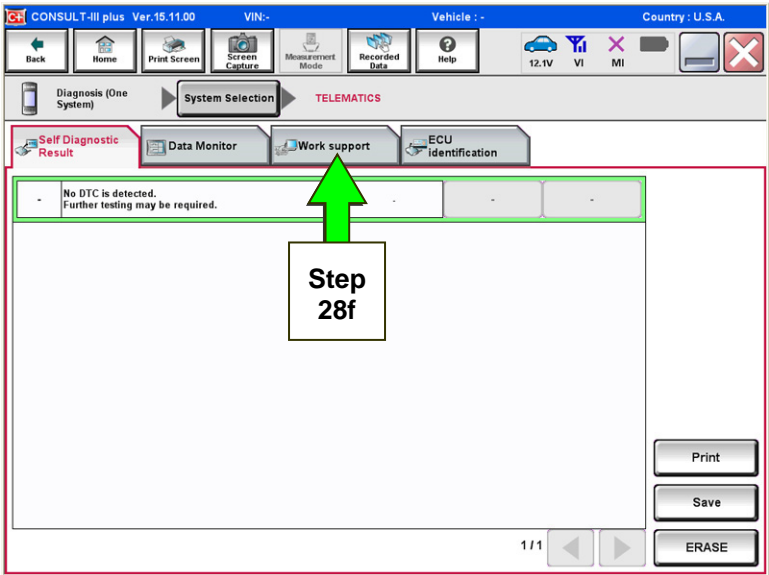 C+ CONSULT-III plus Ver.15.11.00 VIN:- Vehicle : - Country : U.S.A.
Back
Home
Print Screen
Screen
Capture
Measurement
Mode
Recorded
Data
Help
12.1V
VI
MI
Diagnosis (One
System)
System Selection
TELEMATICS
Self Diagnostic
Result
Data Monitor
Work support
ECU
identification
- No DTC is detected.
Further testing may be required.
.
-
-
Step
28f
Print
Save
1/1
ERASE